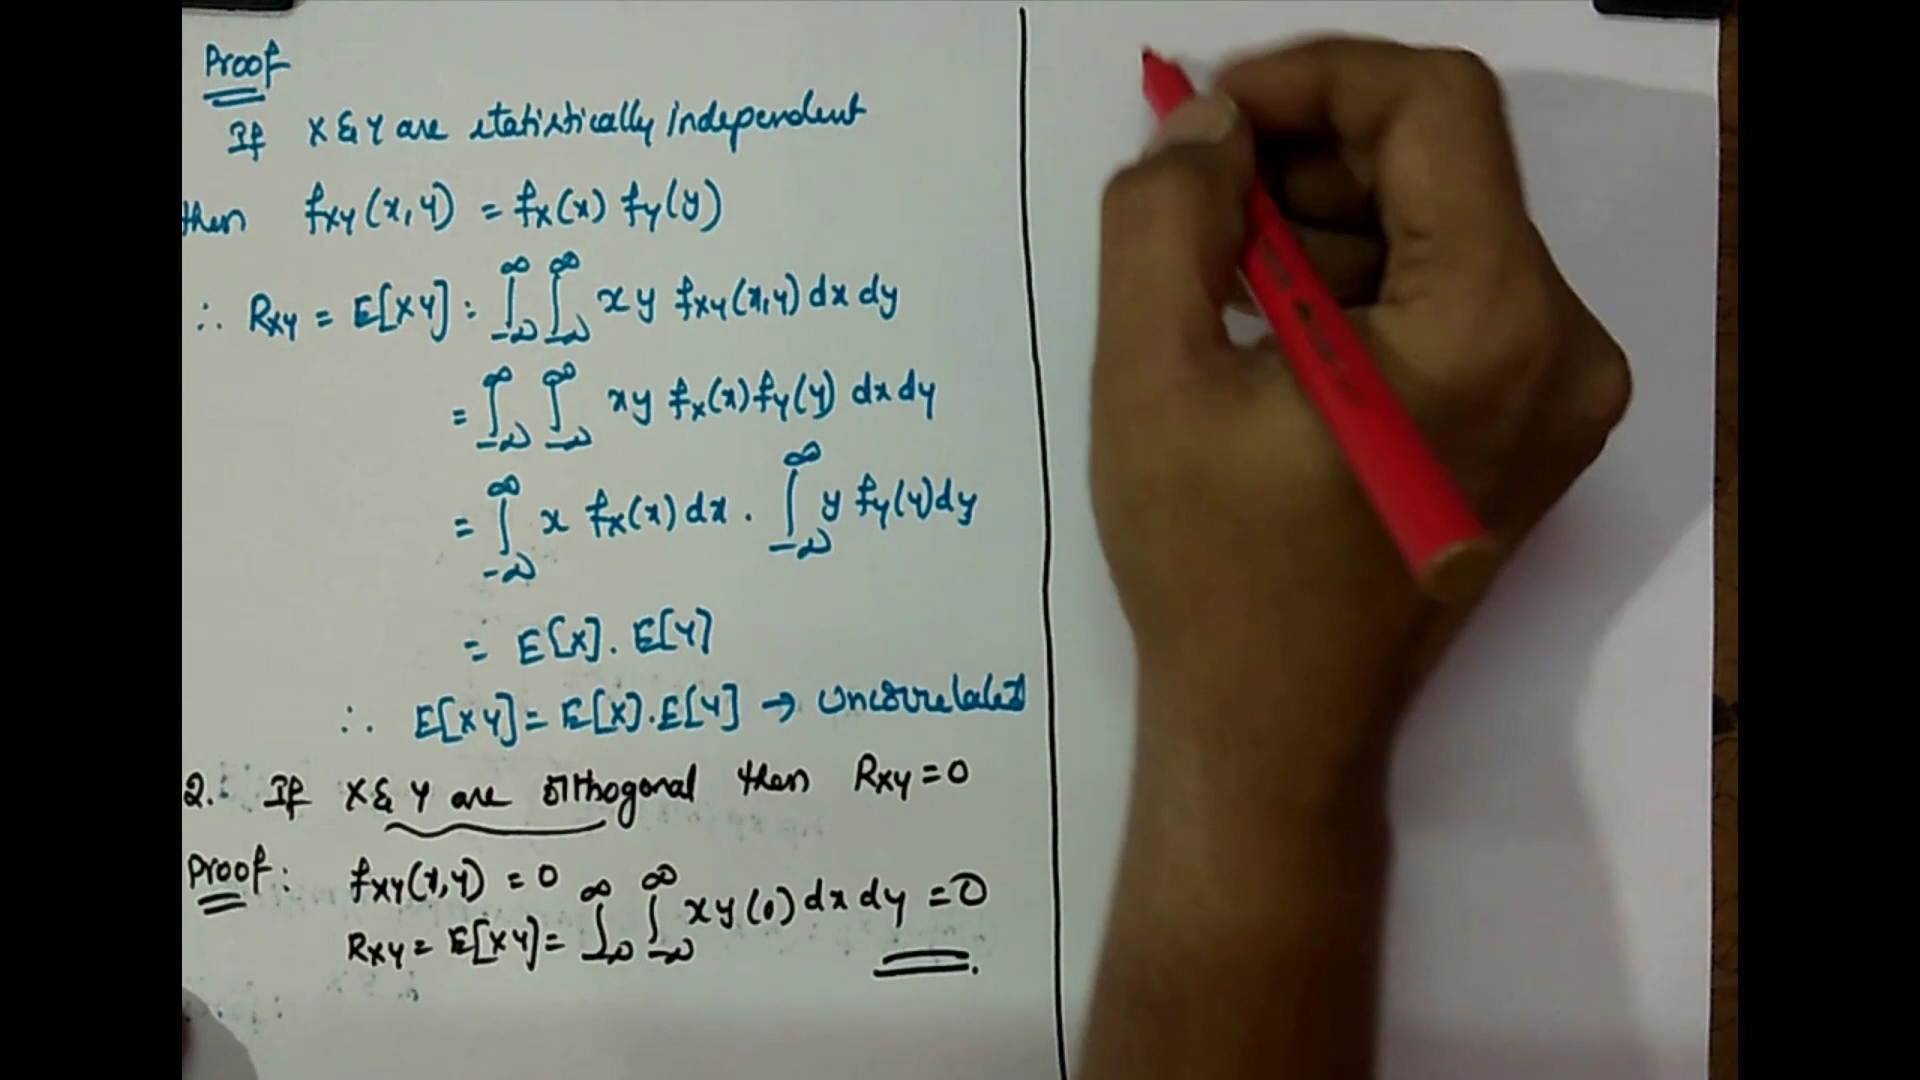 Proof
If X & Y are statistically independent
then fXY(x,y) = fX(x) fY(y)
∴ RXY = E[XY] = ∫_{-∞}^{∞} ∫_{-∞}^{∞} x y fXY(x,y) dx dy
= ∫_{-∞}^{∞} ∫_{-∞}^{∞} xy fX(x) fY(y) dx dy
= ∫_{-∞}^{∞} x fX(x) dx . ∫_{-∞}^{∞} y fY(y) dy
= E[X] . E[Y]
∴ E[XY] = E[X] . E[Y] → uncorrelated
2. If X & Y are orthogonal then RXY = 0
Proof : fXY(x,y) = 0
RXY = E[XY] = ∫_{-∞}^{∞} ∫_{-∞}^{∞} xy (0) dx dy = 0